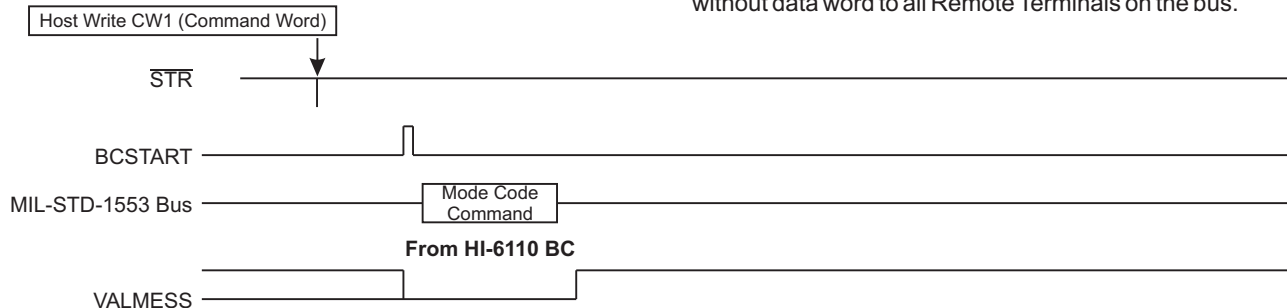 without data word to all Remote Terminals on the bus.
Host Write CW1 (Command Word)
STR
BCSTART
MIL-STD-1553 Bus
Mode Code
Command
From HI-6110 BC
VALMESS